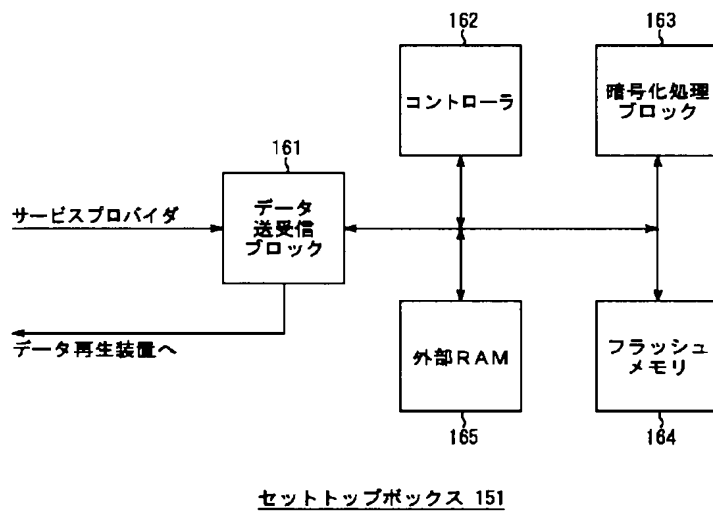 162
163
コントローラ
暗号化処理
ブロック
161
サービスプロバイダ
データ
送受信
ブロック
データ再生装置へ
外部RAM
フラッシュ
メモリ
165
164
セットトップボックス 151